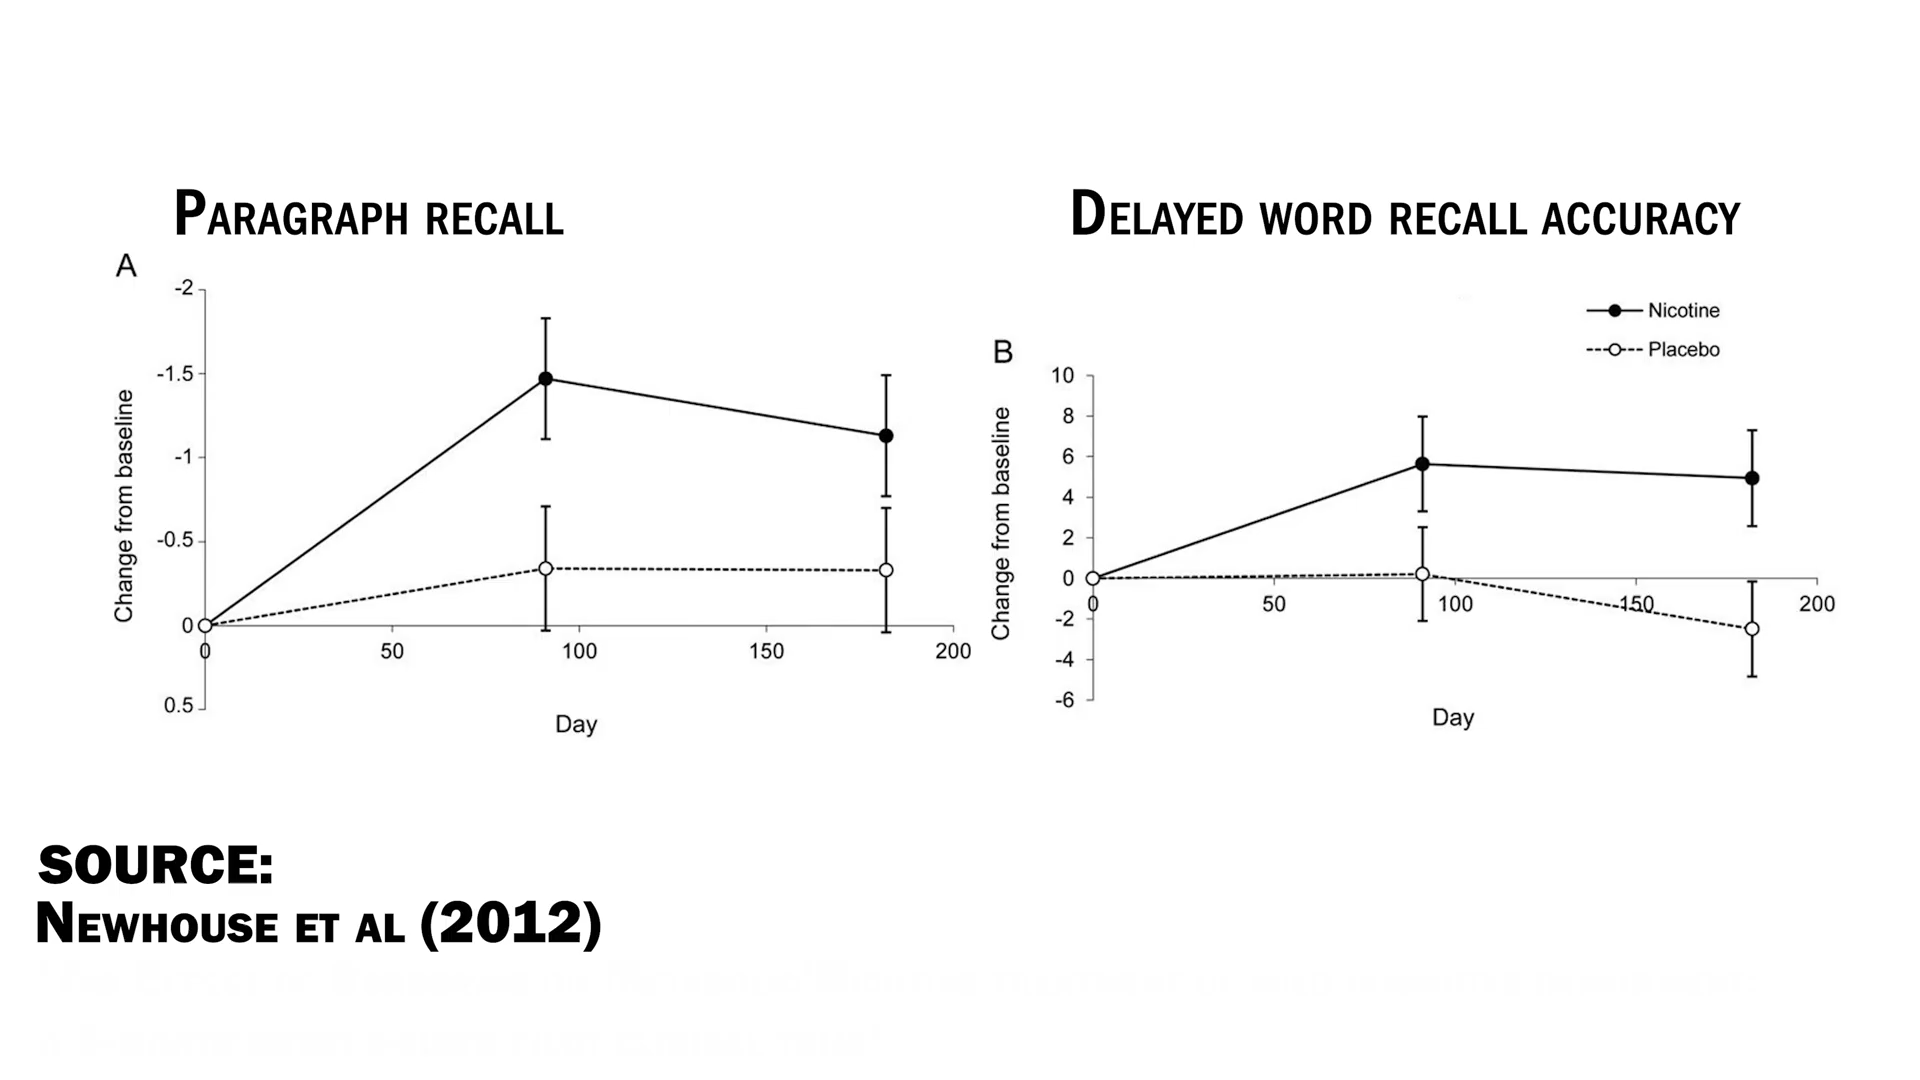 Paragraph recall
A
-2
-1.5
-1
-0.5
0
0.5
Change from baseline
0 50 100 150 200
Day
Delayed word recall accuracy
Nicotine
Placebo
B
10
8
6
4
2
0
-2
-4
-6
Change from baseline
0 50 100 150 200
Day
SOURCE:
Newhouse et al (2012)